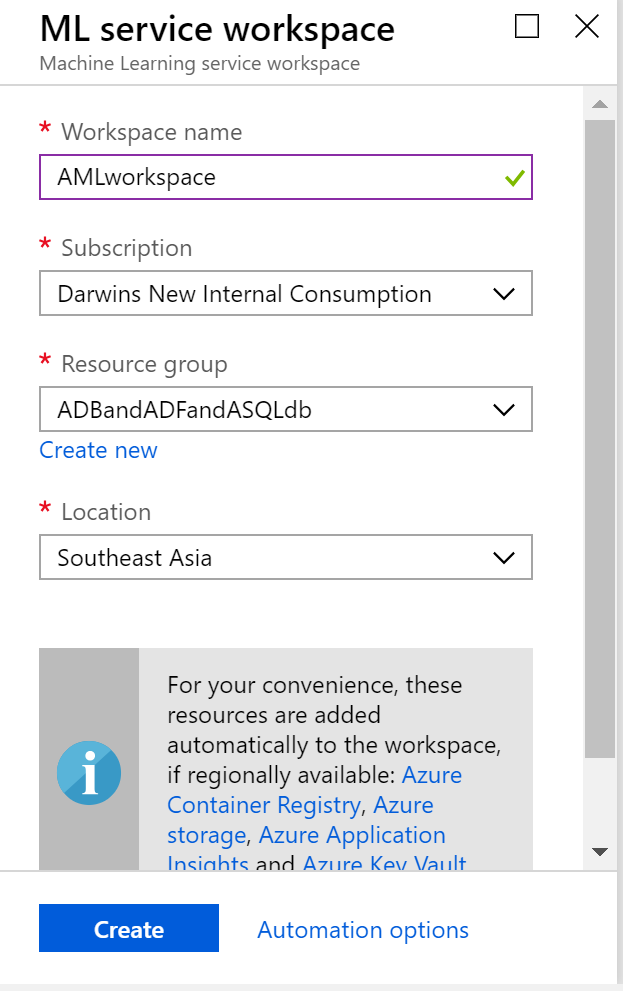 ML service workspace
Machine Learning service workspace
* Workspace name
AMLworkspace
* Subscription
Darwins New Internal Consumption
* Resource group
ADBandADFandASQLdb
Create new
* Location
Southeast Asia
For your convenience, these
resources are added
automatically to the workspace,
if regionally available: Azure
Container Registry, Azure
storage, Azure Application
Insights and Azure Key Vault
Create
Automation options